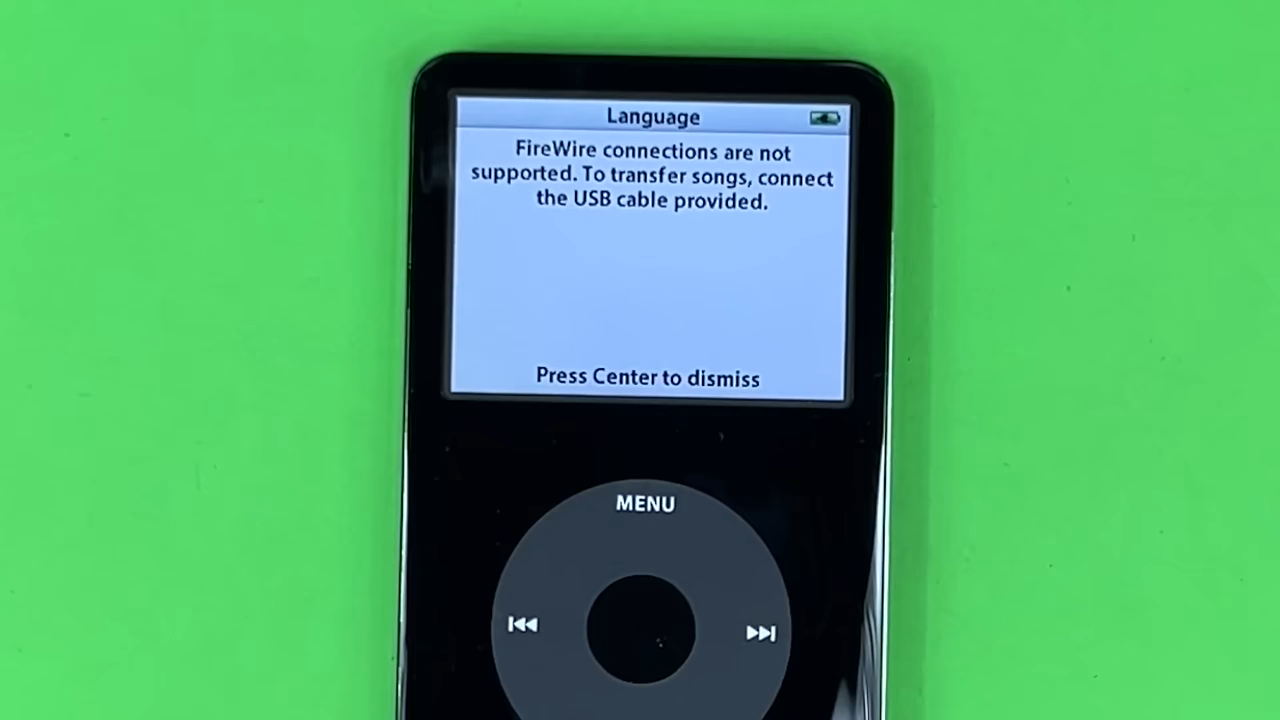 Language
FireWire connections are not
supported. To transfer songs, connect
the USB cable provided.
Press Center to dismiss
MENU